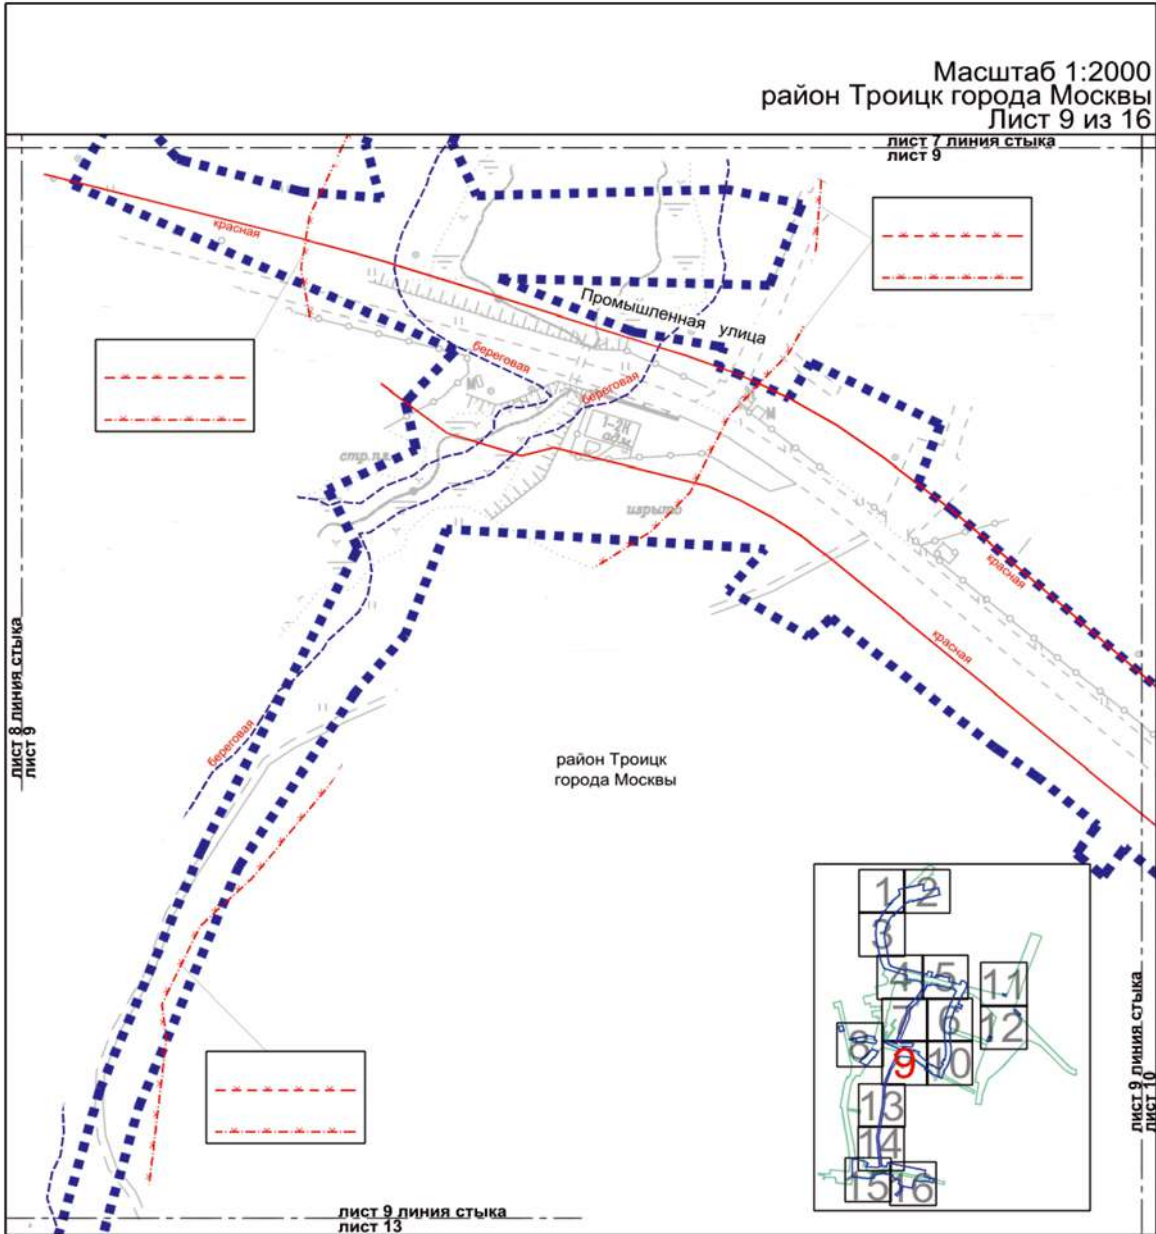 Масштаб 1:2000
район Троицк города Москвы
Лист 9 из 16
лист 7 линия стыка
лист 9
красная
Промышленная улица
береговая
береговая
МО
М
1-2Н
адм.
стр.пл.
изрыто
красная
красная
лист 8 линия стыка
лист 9
береговая
район Троицк
города Москвы
1 2
3
4 5 11
7 6 12
8 9 10
13
14
15 16
лист 9 линия стыка
лист 10
лист 9 линия стыка
лист 13